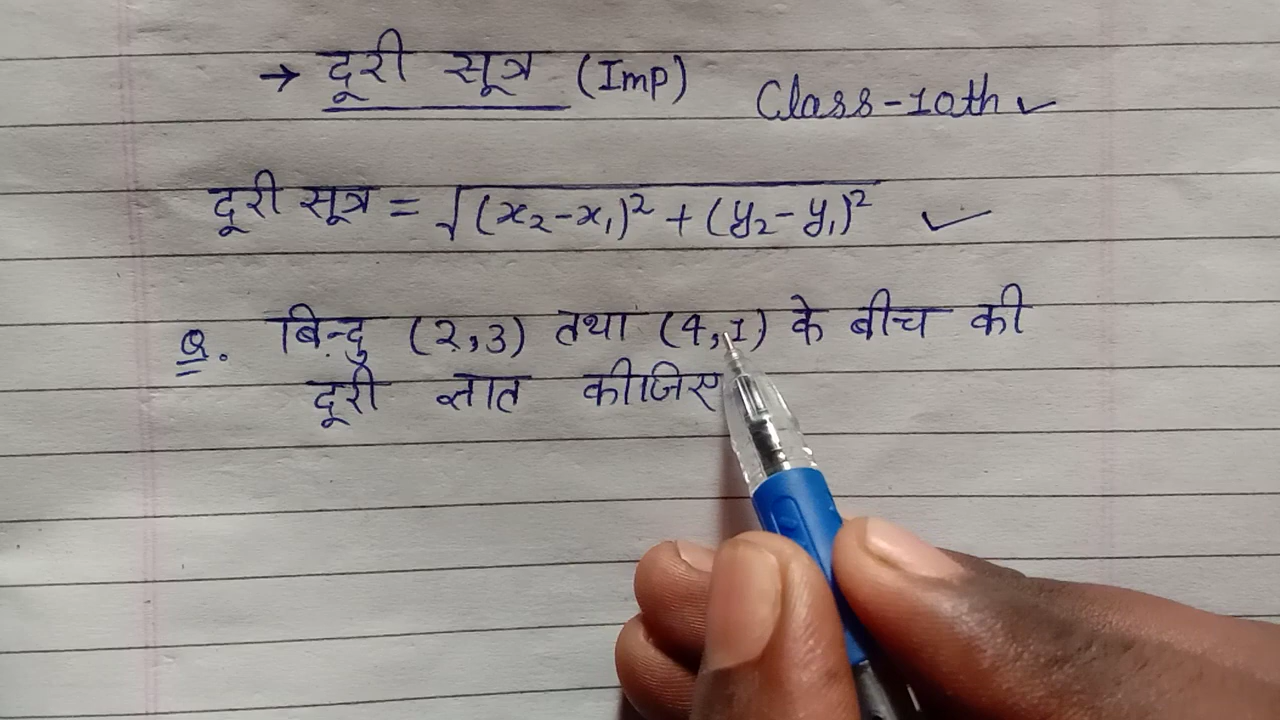 → दूरी सूत्र (Imp) Class-10th ✓
दूरी सूत्र = √(x₂-x₁)² + (y₂-y₁)² ✓
Q. बिन्दु (2,3) तथा (4,1) के बीच की
दूरी ज्ञात कीजिए